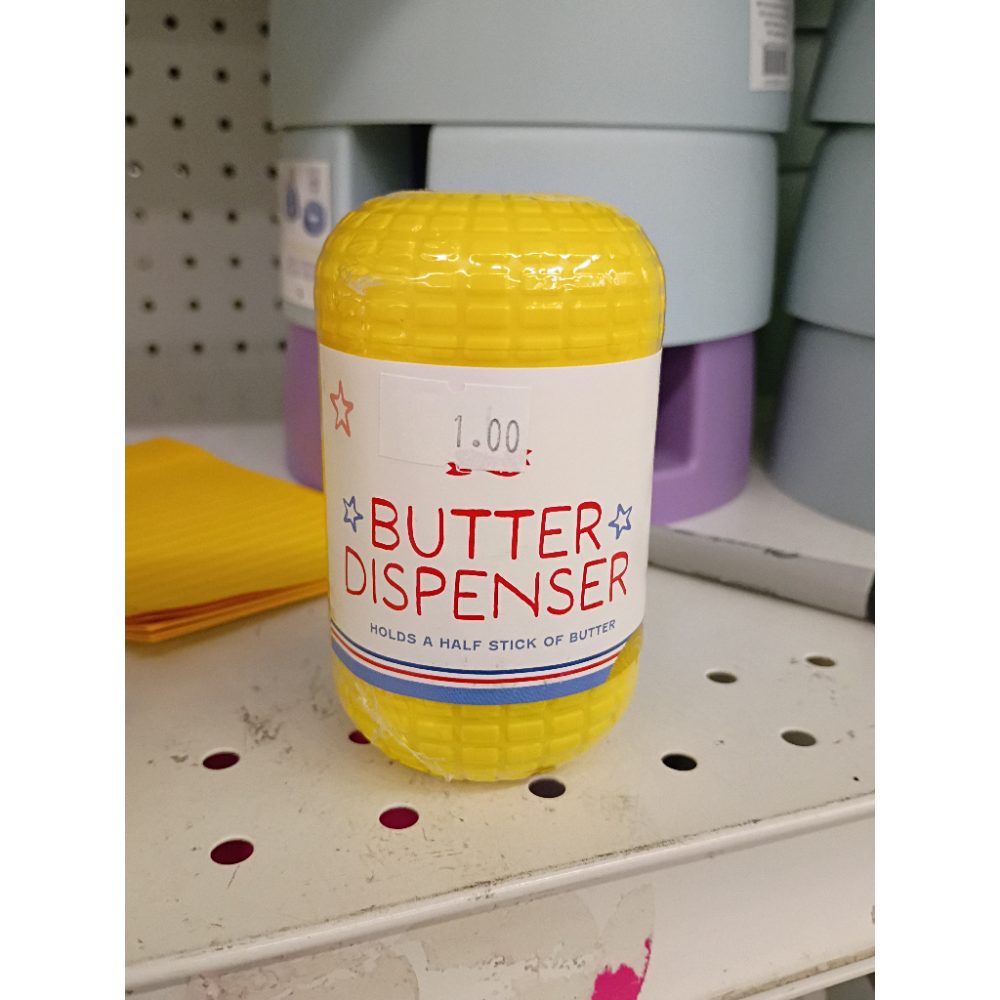 1.00
BUTTER
DISPENSER
HOLDS A HALF STICK OF BUTTER